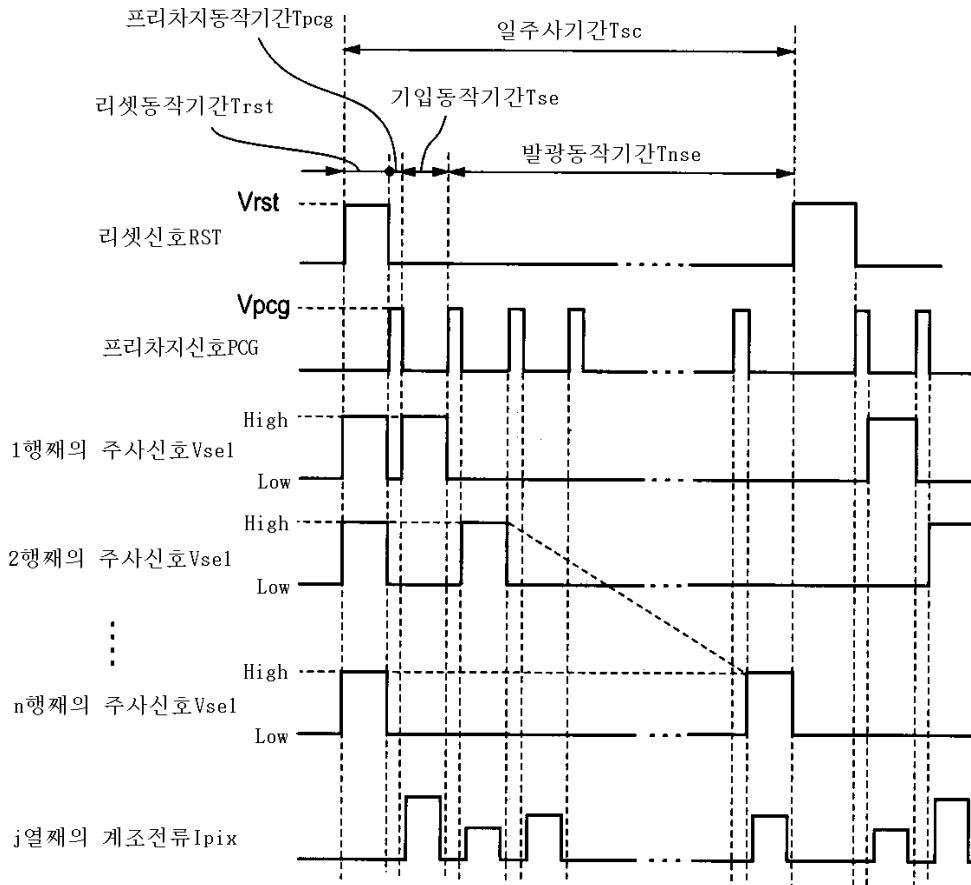 프리차지동작기간Tpcg
일주사기간Tsc
리셋동작기간Trst
기입동작기간Tse
발광동작기간Tnse
Vrst
리셋신호RST
Vpcg
프리차지신호PCG
High
1행째의 주사신호Vsel
Low
High
2행째의 주사신호Vsel
Low
High
n행째의 주사신호Vsel
Low
j열째의 계조전류Ipix